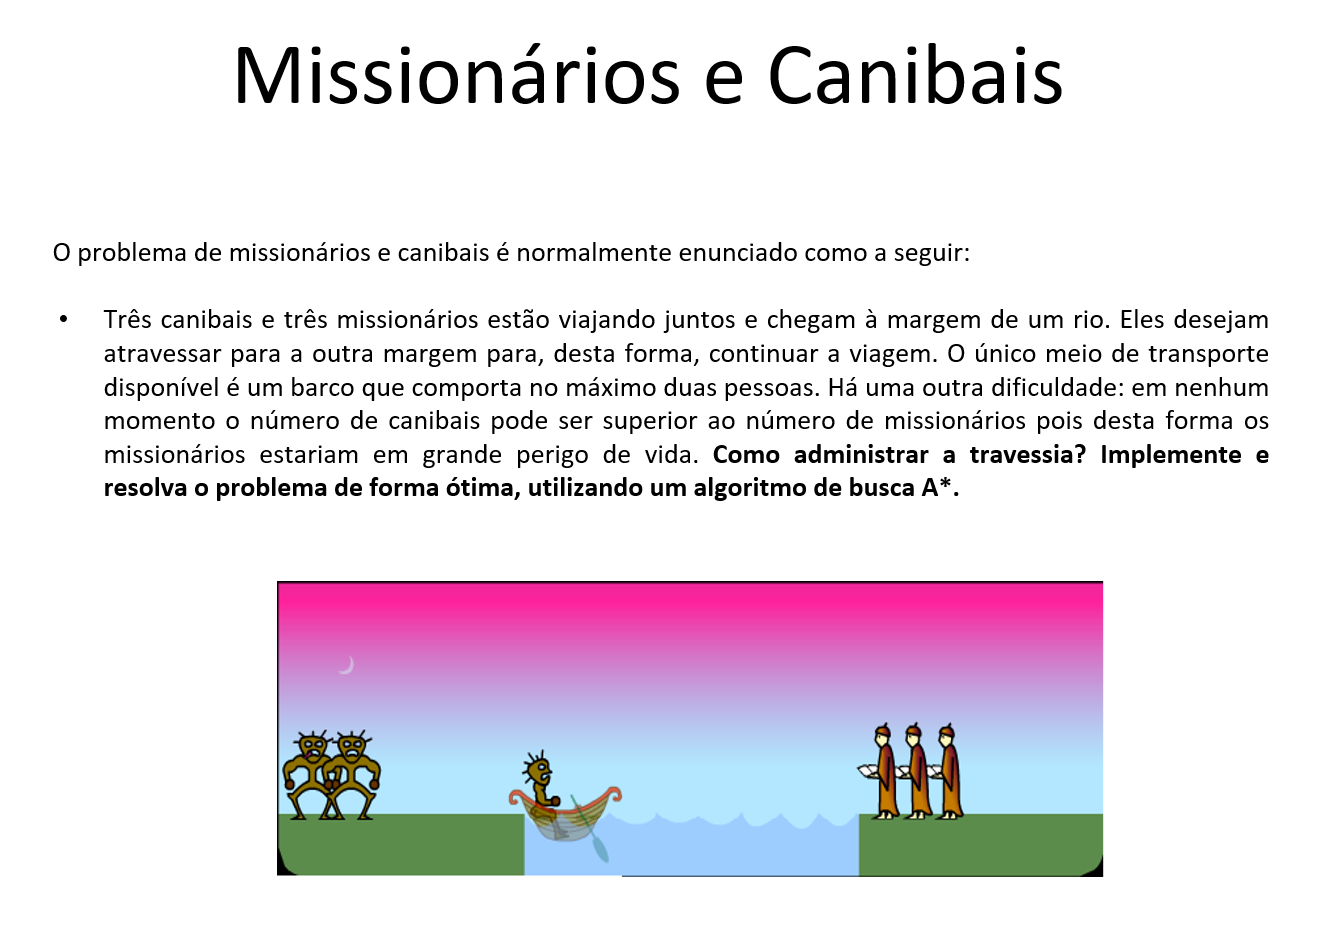 Missionários e Canibais
O problema de missionários e canibais é normalmente enunciado como a seguir:
• Três canibais e três missionários estão viajando juntos e chegam à margem de um rio. Eles desejam
atravessar para a outra margem para, desta forma, continuar a viagem. O único meio de transporte
disponível é um barco que comporta no máximo duas pessoas. Há uma outra dificuldade: em nenhum
momento o número de canibais pode ser superior ao número de missionários pois desta forma os
missionários estariam em grande perigo de vida. Como administrar a travessia? Implemente e
resolva o problema de forma ótima, utilizando um algoritmo de busca A*.